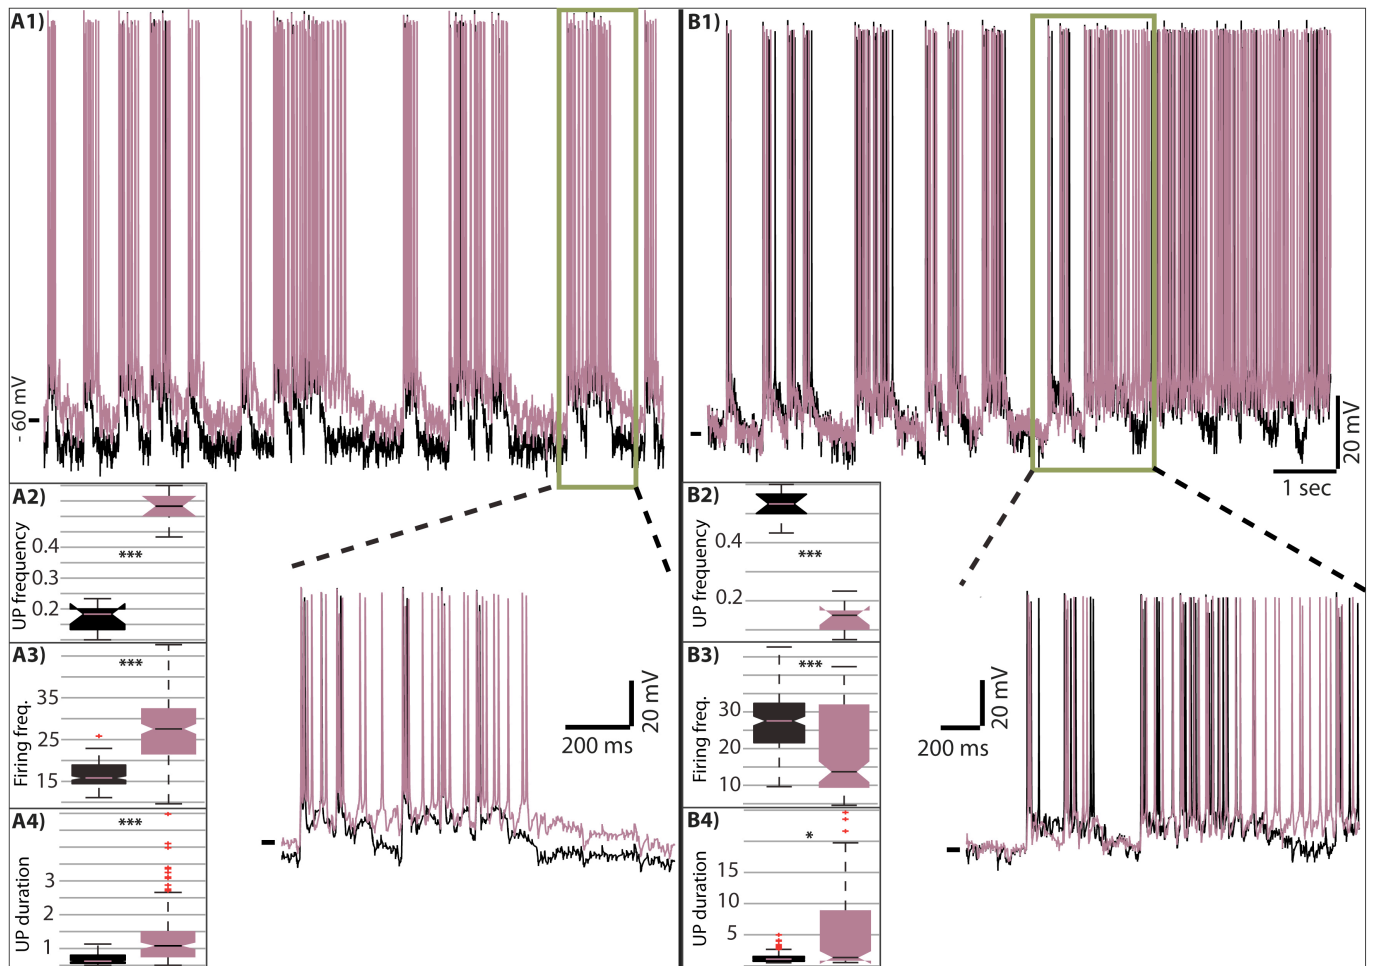 A1)
- 60 mV
B1)
20 mV
1 sec
A2)
UP frequency
0.4
0.3
0.2
***
A3)
Firing freq.
35
25
15
***
A4)
UP duration
3
2
1
***
20 mV
200 ms
B2)
UP frequency
0.4
0.2
***
B3)
Firing freq.
30
20
10
***
B4)
UP duration
15
10
5
*
20 mV
200 ms